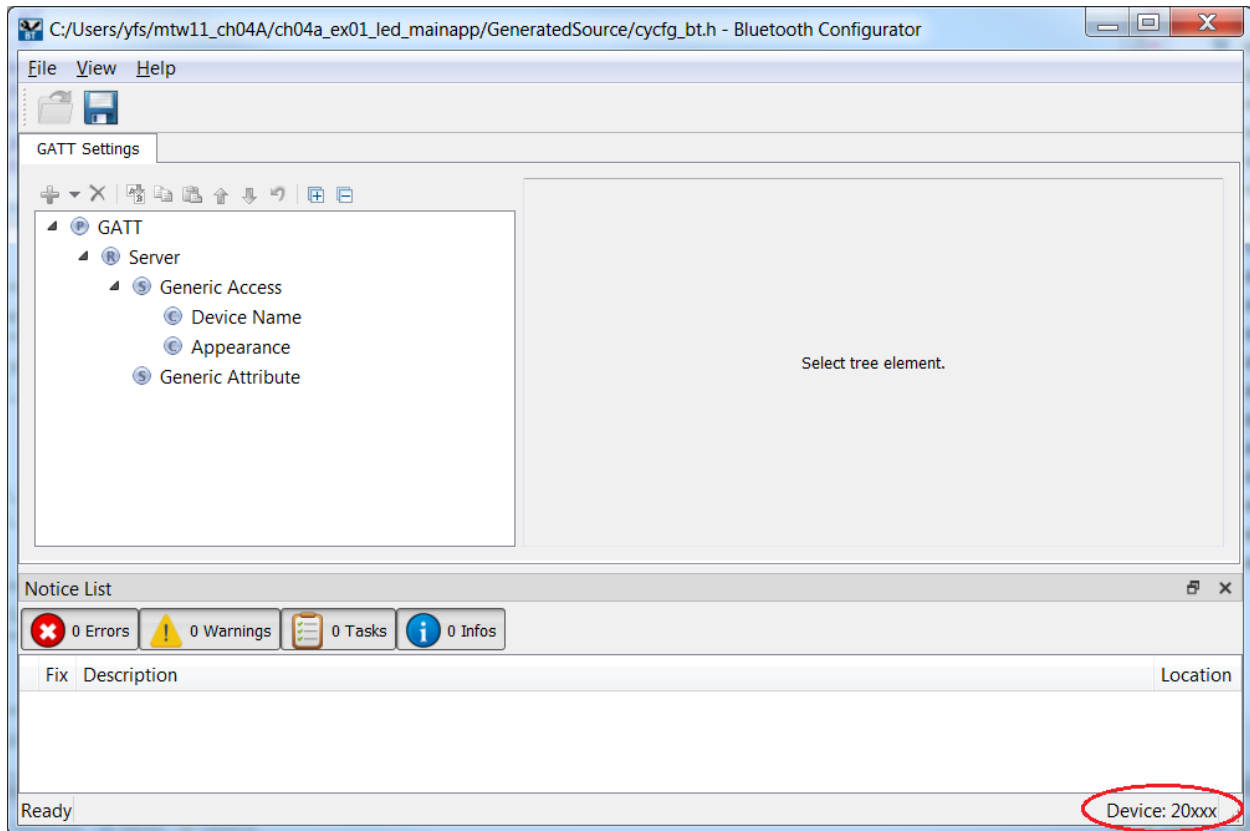 C:/Users/yfs/mtw11_ch04A/ch04a_ex01_led_mainapp/GeneratedSource/cycfg_bt.h - Bluetooth Configurator
File View Help
GATT Settings
GATT
Server
Generic Access
Device Name
Appearance
Generic Attribute
Select tree element.
Notice List
0 Errors 0 Warnings 0 Tasks 0 Infos
Fix Description Location
Ready Device: 20xxx